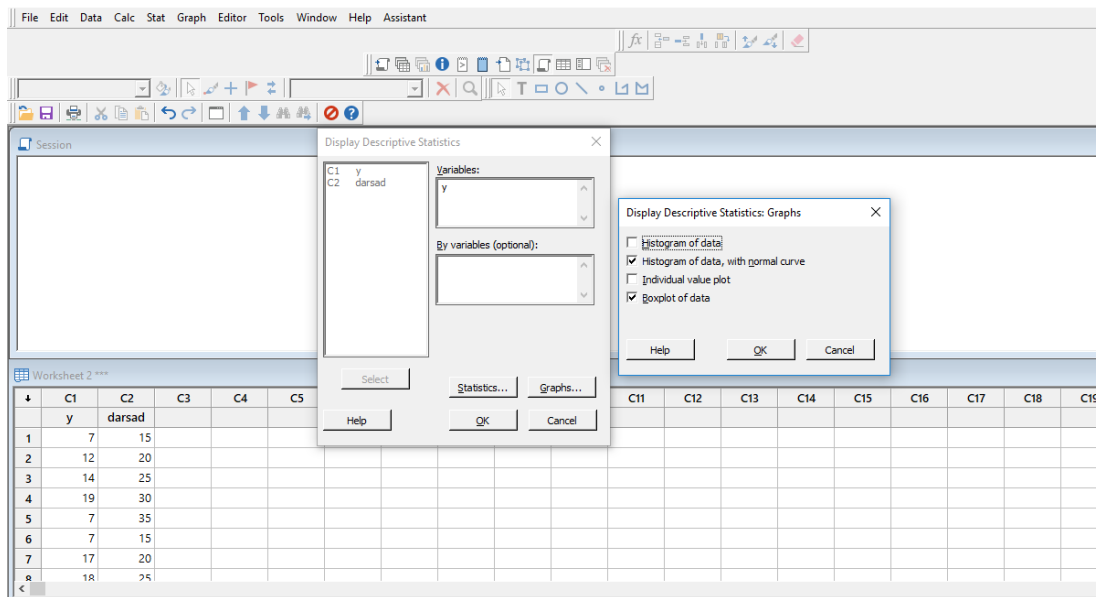 File Edit Data Calc Stat Graph Editor Tools Window Help Assistant
fx
T
Session
Display Descriptive Statistics
C1 y
C2 darsad
Variables:
y
By variables (optional):
Select
Statistics...
Graphs...
Help
OK
Cancel
Display Descriptive Statistics: Graphs
Histogram of data
Histogram of data, with normal curve
Individual value plot
Boxplot of data
Help
OK
Cancel
Worksheet 2 ***
C1 C2 C3 C4 C5 C11 C12 C13 C14 C15 C16 C17 C18 C19
y darsad
1 7 15
2 12 20
3 14 25
4 19 30
5 7 35
6 7 15
7 17 20
8 18 25